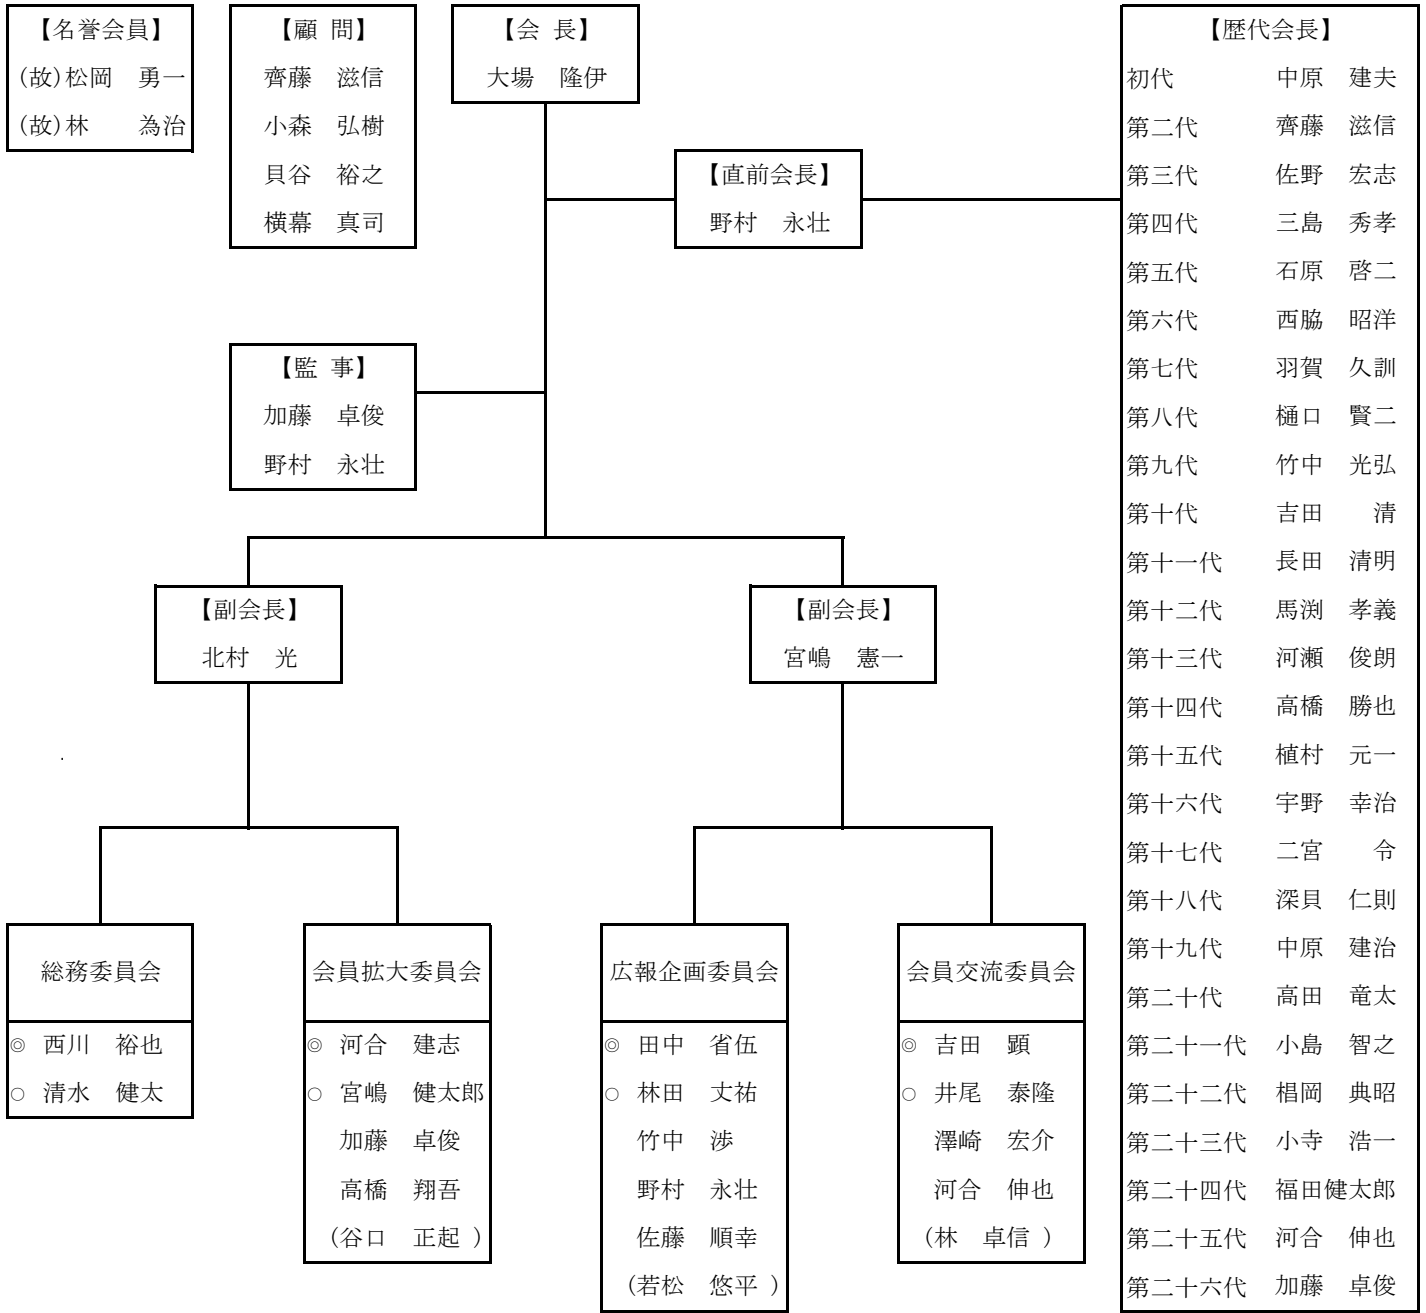 【名誉会員】
(故)松岡　勇一
(故)林　　為治
【顧 問】
齊藤　滋信
小森　弘樹
貝谷　裕之
横幕　真司
【会 長】
大場　隆伊
【直前会長】
野村　永壮
【監 事】
加藤　卓俊
野村　永壮
【副会長】
北村　光
【副会長】
宮嶋　憲一
総務委員会
◎ 西川　裕也
○ 清水　健太
会員拡大委員会
◎ 河合　建志
○ 宮嶋　健太郎
加藤　卓俊
高橋　翔吾
(谷口　正起 )
広報企画委員会
◎ 田中　省伍
○ 林田　丈祐
竹中　渉
野村　永壮
佐藤　順幸
(若松　悠平 )
会員交流委員会
◎ 吉田　顕
○ 井尾　泰隆
澤崎　宏介
河合　伸也
(林　卓信 )
【歴代会長】
初代　中原　建夫
第二代　齊藤　滋信
第三代　佐野　宏志
第四代　三島　秀孝
第五代　石原　啓二
第六代　西脇　昭洋
第七代　羽賀　久訓
第八代　樋口　賢二
第九代　竹中　光弘
第十代　吉田　　清
第十一代　長田　清明
第十二代　馬渕　孝義
第十三代　河瀬　俊朗
第十四代　高橋　勝也
第十五代　植村　元一
第十六代　宇野　幸治
第十七代　二宮　　令
第十八代　深貝　仁則
第十九代　中原　建治
第二十代　高田　竜太
第二十一代　小島　智之
第二十二代　椙岡　典昭
第二十三代　小寺　浩一
第二十四代　福田健太郎
第二十五代　河合　伸也
第二十六代　加藤　卓俊